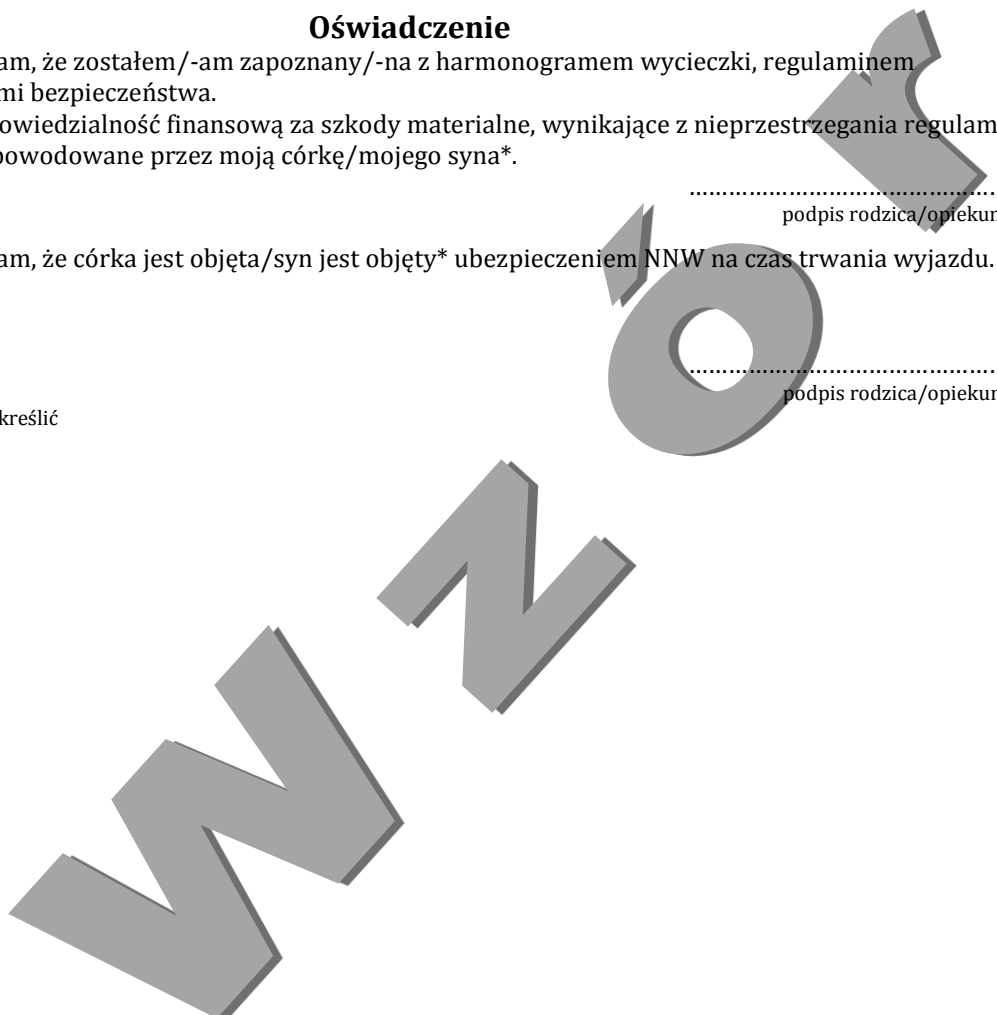 Oświadczenie
am, że zostałem/-am zapoznany/-na z harmonogramem wycieczki, regulaminem
mi bezpieczeństwa.
owiedzialność finansową za szkody materialne, wynikające z nieprzestrzegania regulam
powodowane przez moją córkę/mojego syna*.
...............................................
podpis rodzica/opiekun
am, że córka jest objęta/syn jest objęty* ubezpieczeniem NNW na czas trwania wyjazdu.
...............................................
podpis rodzica/opiekun
kreślić
Wzór